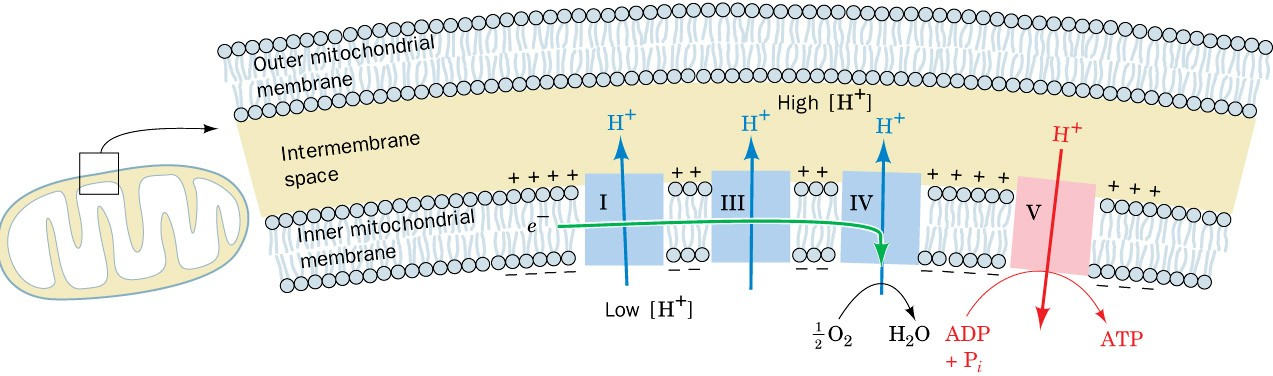 Outer mitochondrial
membrane
High [H⁺]
H⁺
H⁺
H⁺
H⁺
Intermembrane
space
+ + + +
+ +
+ +
+ + + +
+ + +
I
III
IV
V
Inner mitochondrial
membrane
e⁻
– – – – –
– –
– –
– – – – –
– – – –
Low [H⁺]
½O₂
H₂O
ADP
+ Pᵢ
ATP